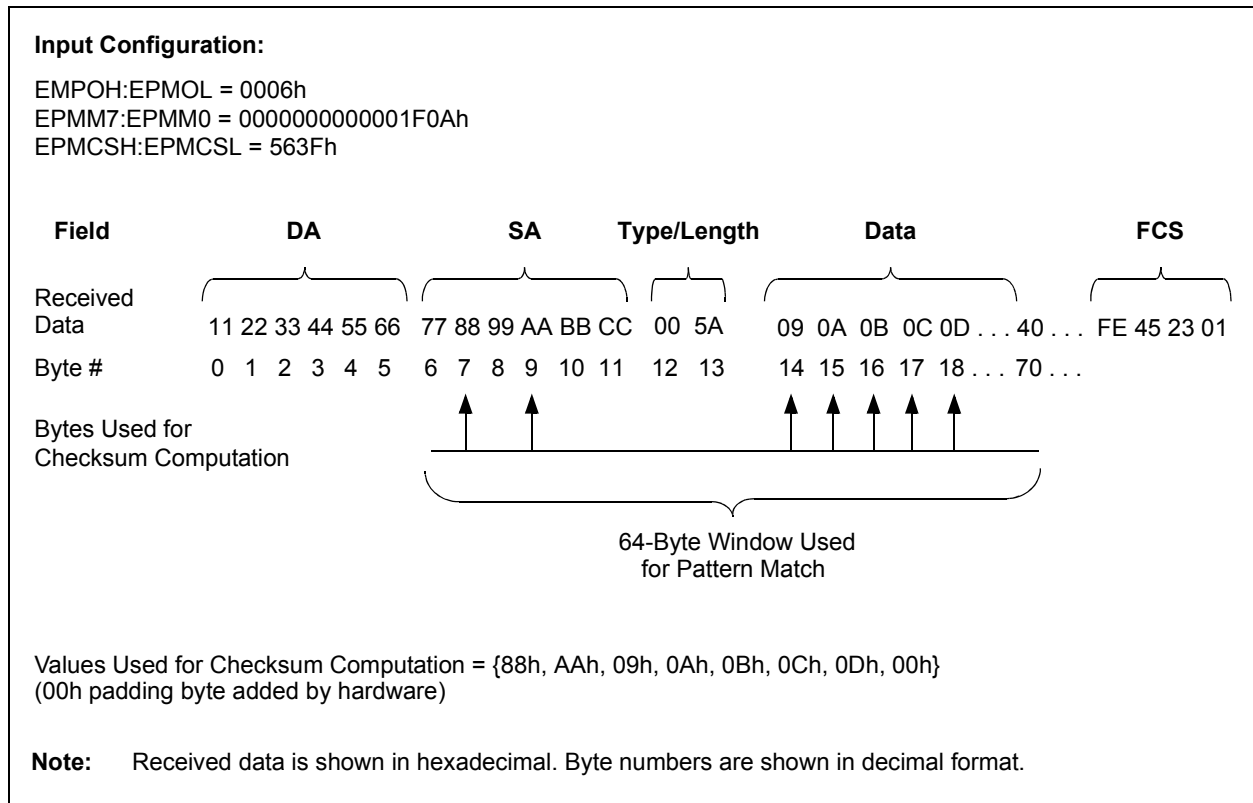 Input Configuration:
EMPOH:EPMOL = 0006h
EPMM7:EPMM0 = 0000000000001F0Ah
EPMCSH:EPMCSL = 563Fh
Field DA SA Type/Length Data FCS
Received
Data 11 22 33 44 55 66 77 88 99 AA BB CC 00 5A 09 0A 0B 0C 0D . . . 40 . . . FE 45 23 01
Byte # 0 1 2 3 4 5 6 7 8 9 10 11 12 13 14 15 16 17 18 . . . 70 . . .
Bytes Used for
Checksum Computation
64-Byte Window Used
for Pattern Match
Values Used for Checksum Computation = {88h, AAh, 09h, 0Ah, 0Bh, 0Ch, 0Dh, 00h}
(00h padding byte added by hardware)
Note: Received data is shown in hexadecimal. Byte numbers are shown in decimal format.